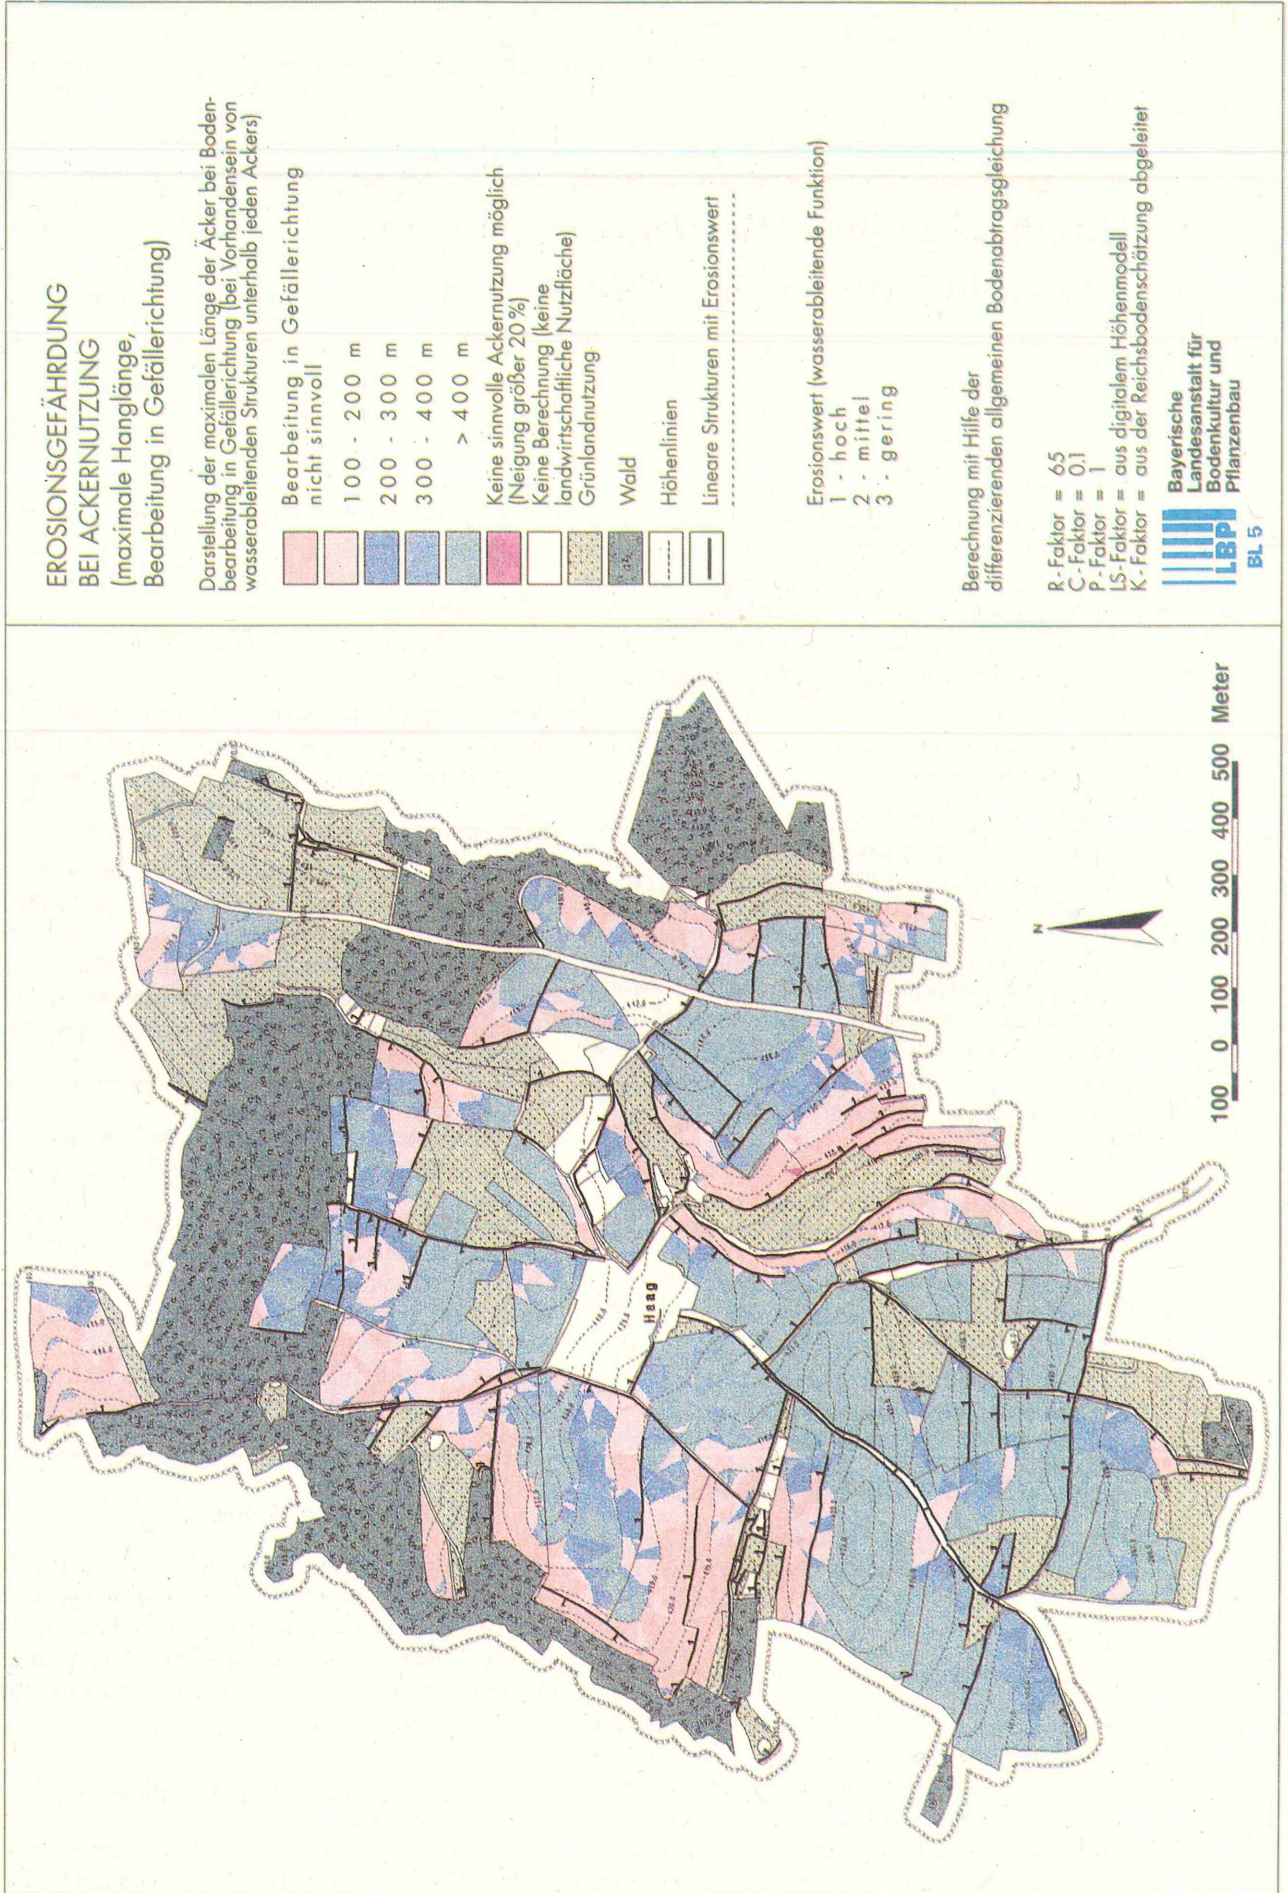 EROSIONSGEFÄHRDUNG
BEI ACKERNUTZUNG
(maximale Hanglänge,
Bearbeitung in Gefällerichtung)
Darstellung der maximalen Länge der Äcker bei Boden-
bearbeitung in Gefällerichtung (bei Vorhandensein von
wasserableitenden Strukturen unterhalb jeden Ackers)
Bearbeitung in Gefällerichtung
nicht sinnvoll
100 - 200 m
200 - 300 m
300 - 400 m
> 400 m
Keine sinnvolle Ackernutzung möglich
(Neigung größer 20 %)
Keine Berechnung (keine
landwirtschaftliche Nutzfläche)
Grünlandnutzung
Wald
Höhenlinien
Lineare Strukturen mit Erosionswert
Erosionswert (wasserableitende Funktion)
1 - hoch
2 - mittel
3 - gering
Berechnung mit Hilfe der
differenzierenden allgemeinen Bodenabtragsgleichung
R - Faktor = 65
C - Faktor = 0.1
P - Faktor = 1
LS - Faktor = aus digitalem Höhenmodell
K - Faktor = aus der Reichsbodenschätzung abgeleitet
LBP
Bayerische
Landesanstalt für
Bodenkultur und
Pflanzenbau
BL 5
Haag
N
100 0 100 200 300 400 500 Meter